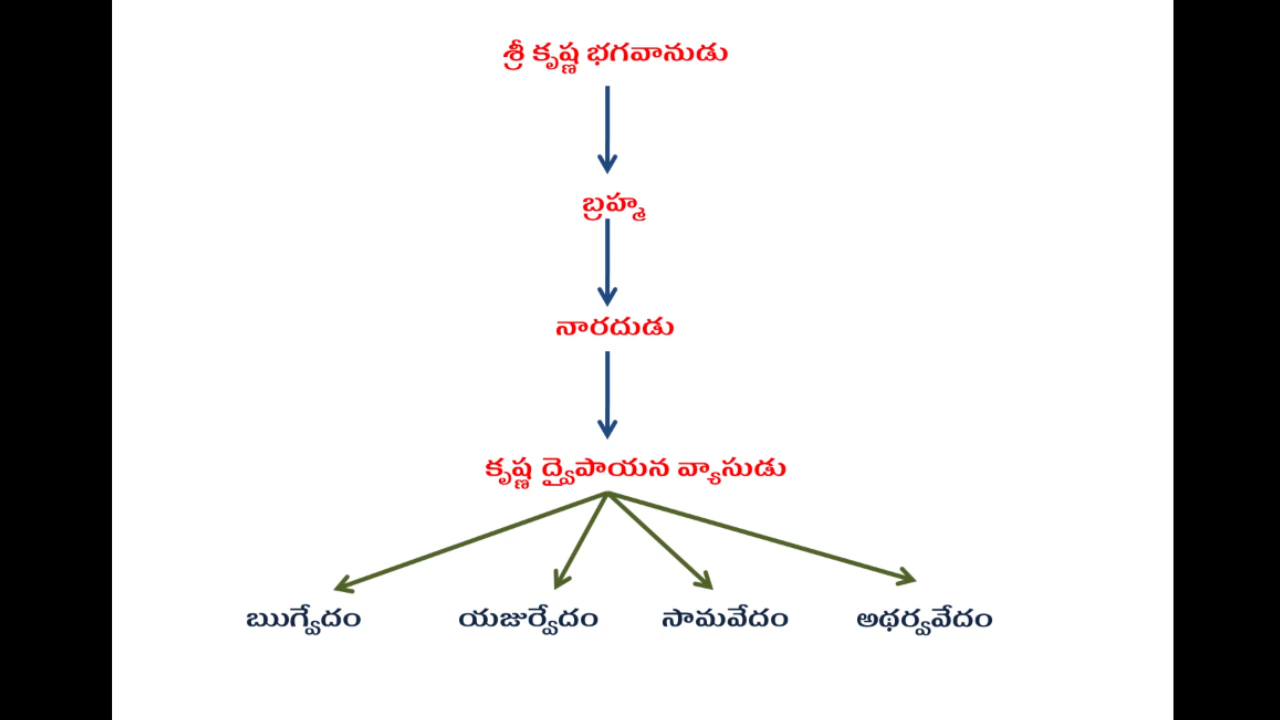 శ్రీ కృష్ణ భగవానుడు
బ్రహ్మ
నారదుడు
కృష్ణ ద్వైపాయన వ్యాసుడు
ఋగ్వేదం యజుర్వేదం సామవేదం అథర్వవేదం